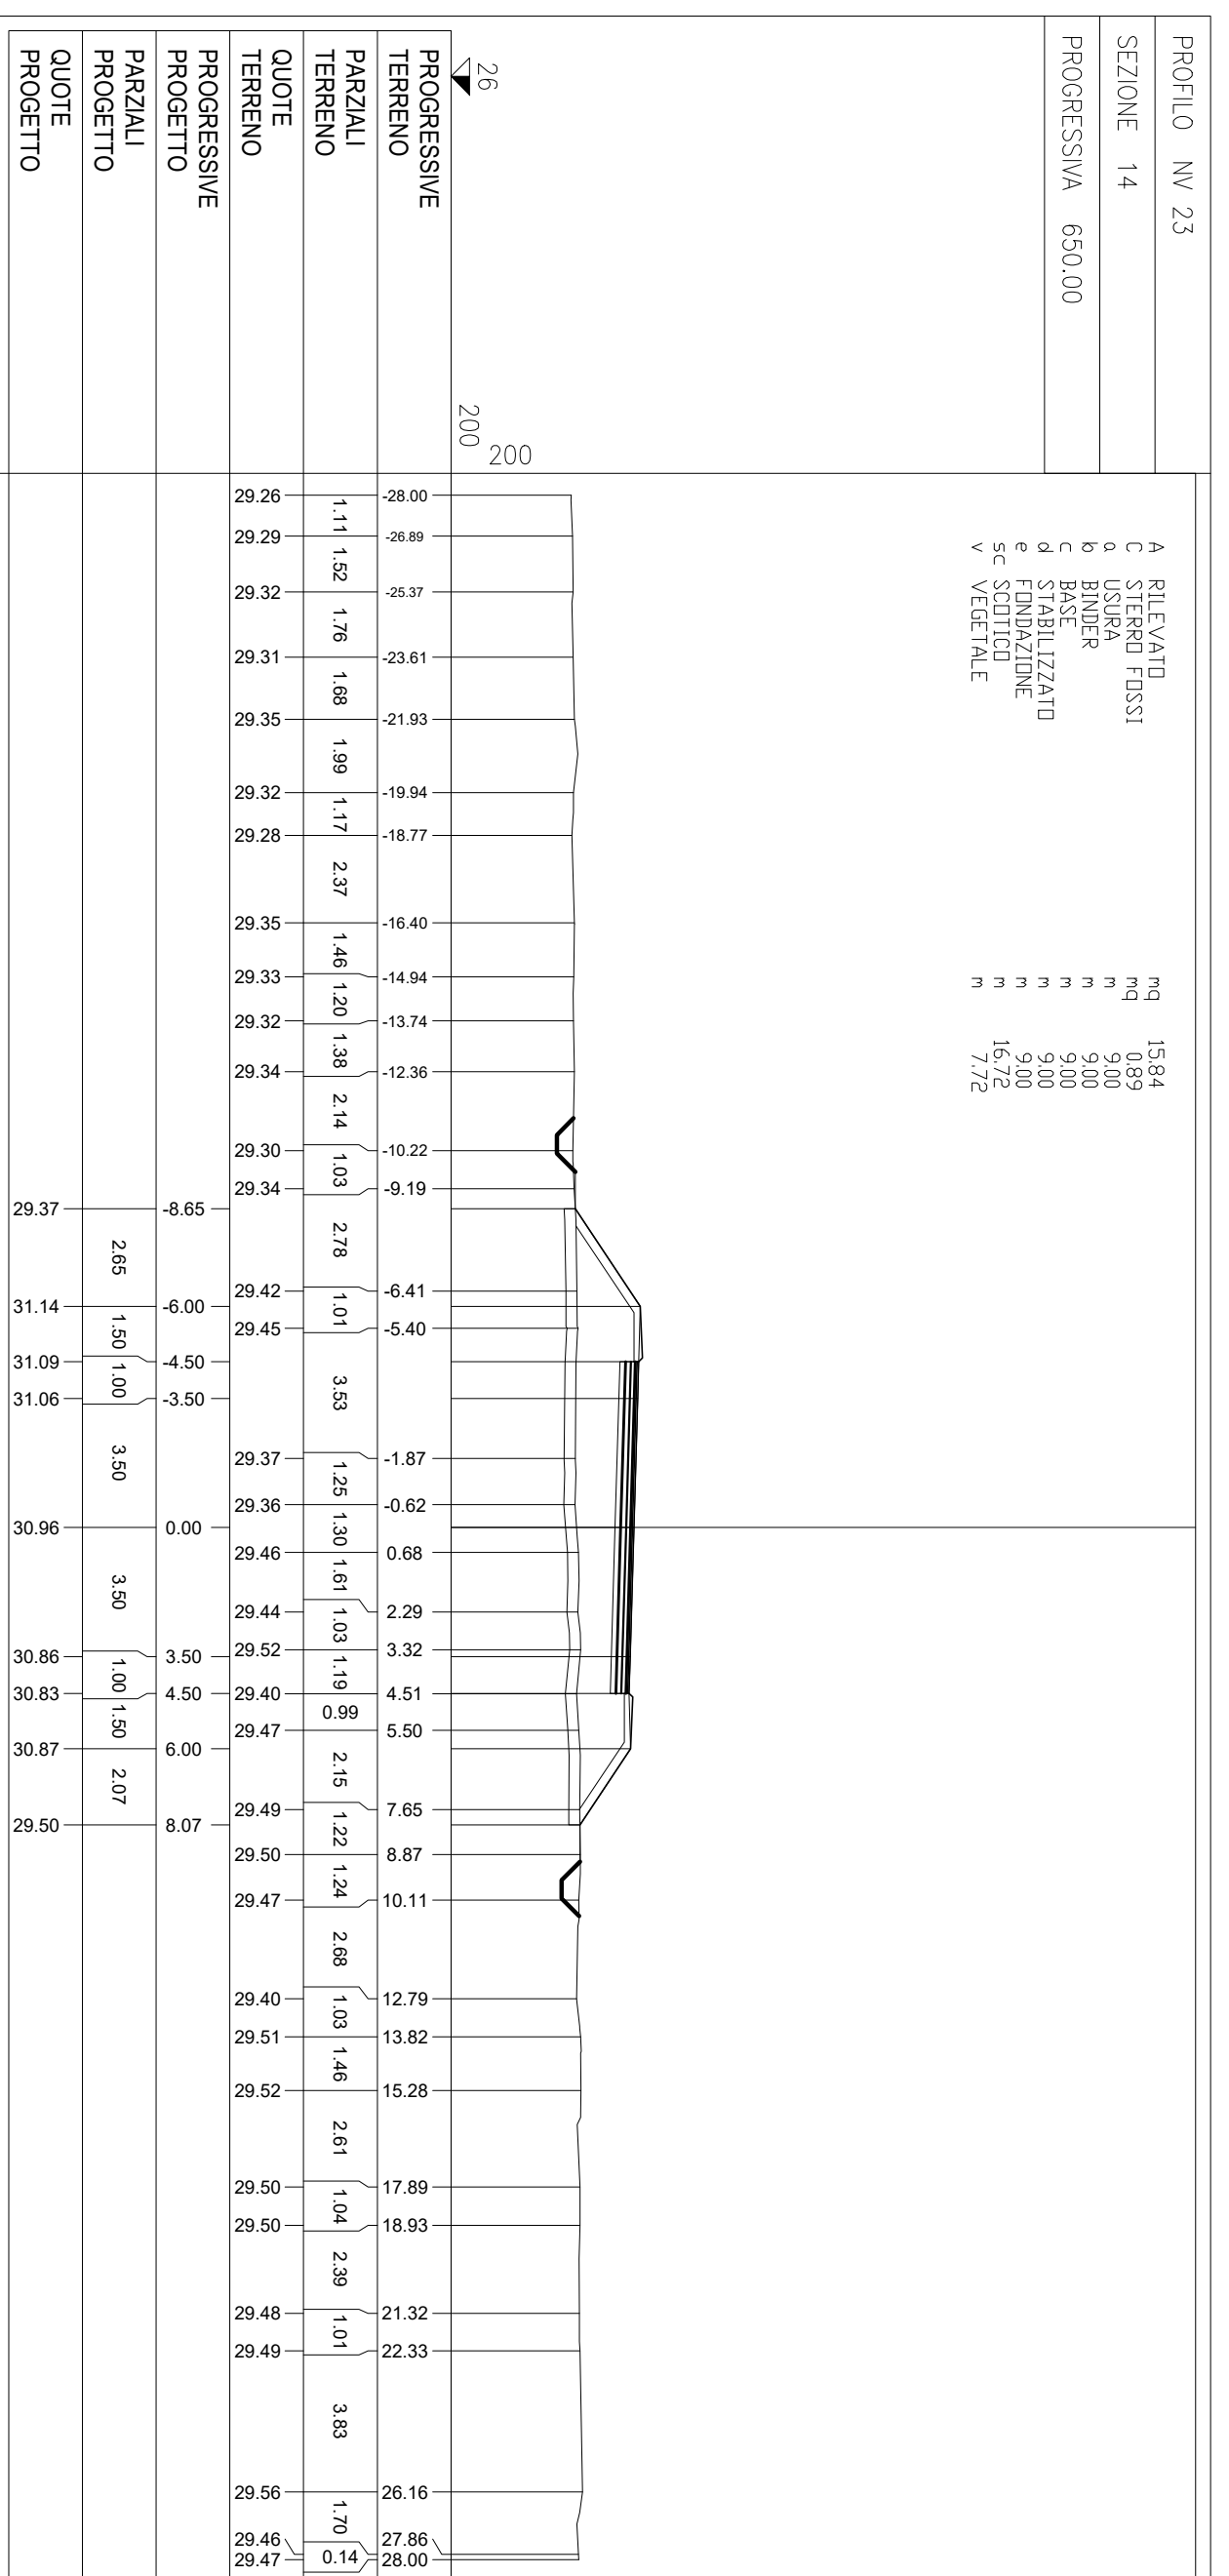 PROFILO NV 23
SEZIONE 14
PROGRESSIVA 650.00
A RILEVATO mq 15.84
C STERRO FOSSI mq 0.89
a USURA m 9.00
b BINDER m 9.00
c BASE m 9.00
d STABILIZZATO m 9.00
e FONDAZIONE m 9.00
sc SCOTICO m 16.72
v VEGETALE m 7.72
26
200
200
PROGRESSIVE
TERRENO
-28.00 -26.89 -25.37 -23.61 -21.93 -19.94 -18.77 -16.40 -14.94 -13.74 -12.36 -10.22 -9.19 -6.41 -5.40 -1.87 -0.62 0.68 2.29 3.32 4.51 5.50 7.65 8.87 10.11 12.79 13.82 15.28 17.89 18.93 21.32 22.33 26.16 27.86 28.00
PARZIALI
TERRENO
1.11 1.52 1.76 1.68 1.99 1.17 2.37 1.46 1.20 1.38 2.14 1.03 2.78 1.01 3.53 1.25 1.30 1.61 1.03 1.19 0.99 2.15 1.22 1.24 2.68 1.03 1.46 2.61 1.04 2.39 1.01 3.83 1.70 0.14
QUOTE
TERRENO
29.26 29.29 29.32 29.31 29.35 29.32 29.28 29.35 29.33 29.32 29.34 29.30 29.34 29.42 29.45 29.37 29.36 29.46 29.44 29.52 29.40 29.47 29.49 29.50 29.47 29.40 29.51 29.52 29.50 29.50 29.48 29.49 29.56 29.46 29.47
PROGRESSIVE
PROGETTO
-8.65 -6.00 -4.50 -3.50 0.00 3.50 4.50 6.00 8.07
PARZIALI
PROGETTO
2.65 1.50 1.00 3.50 3.50 1.00 1.50 2.07
QUOTE
PROGETTO
29.37 31.14 31.09 31.06 30.96 30.86 30.83 30.87 29.50